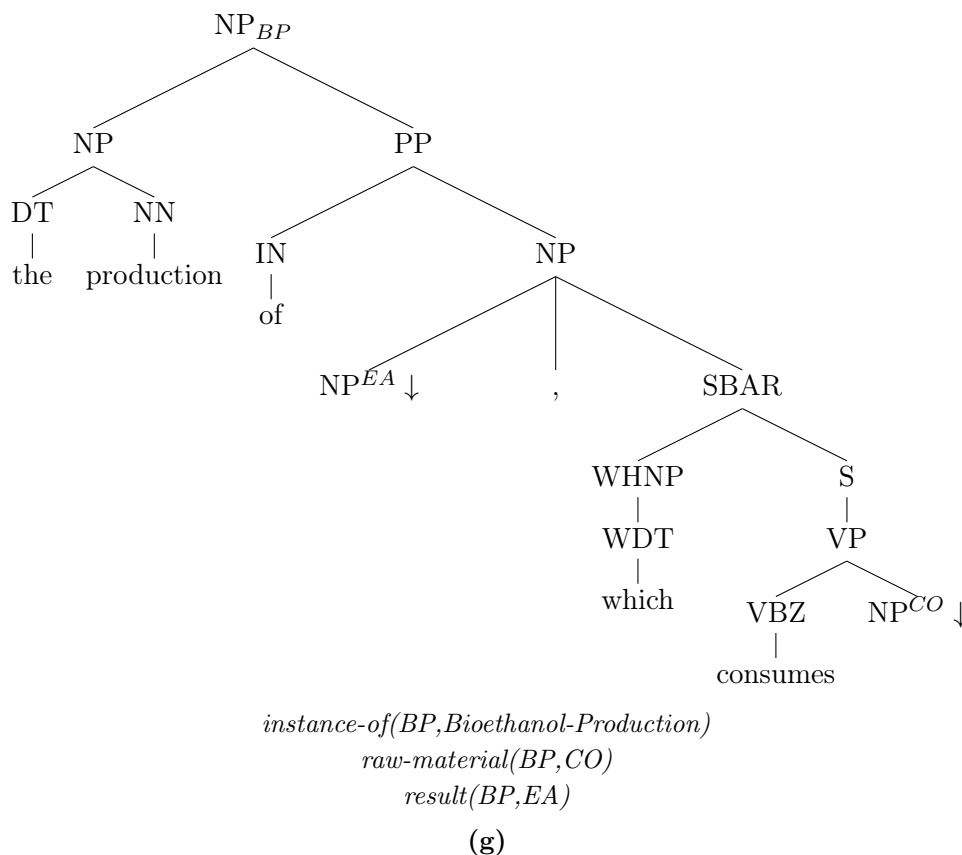 NP_BP
NP PP
DT NN
IN NP
the production
of
NP^EA ↓ , SBAR
WHNP S
WDT VP
which
VBZ NP^CO ↓
consumes
instance-of(BP,Bioethanol-Production)
raw-material(BP,CO)
result(BP,EA)
(g)